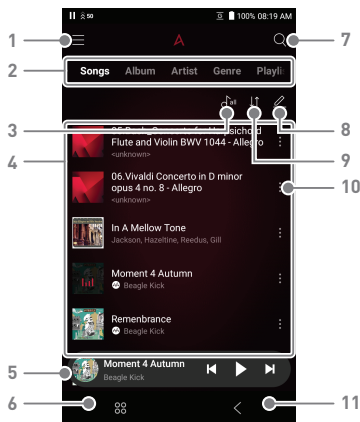 50 100% 08:19 AM
1
7
2
Songs Album Artist Genre Playli
all
3
8
4
Flute and Violin BWV 1044 - Allegro
<unknown>
9
06.Vivaldi Concerto in D minor
opus 4 no. 8 - Allegro
<unknown>
10
In A Mellow Tone
Jackson, Hazeltine, Reedus, Gill
Moment 4 Autumn
Beagle Kick
Remenbrance
Beagle Kick
5
Moment 4 Autumn
Beagle Kick
6
11